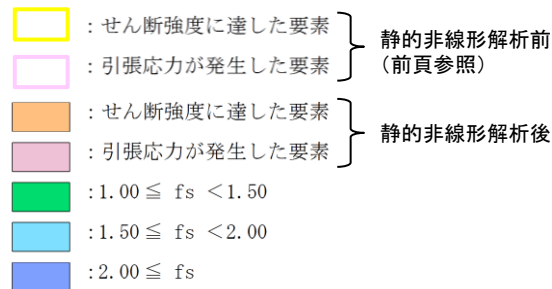 ：せん断強度に達した要素
：引張応力が発生した要素
静的非線形解析前
（前頁参照）
：せん断強度に達した要素
：引張応力が発生した要素
静的非線形解析後
:1.00≦ fs ＜1.50
:1.50≦ fs ＜2.00
:2.00≦ fs